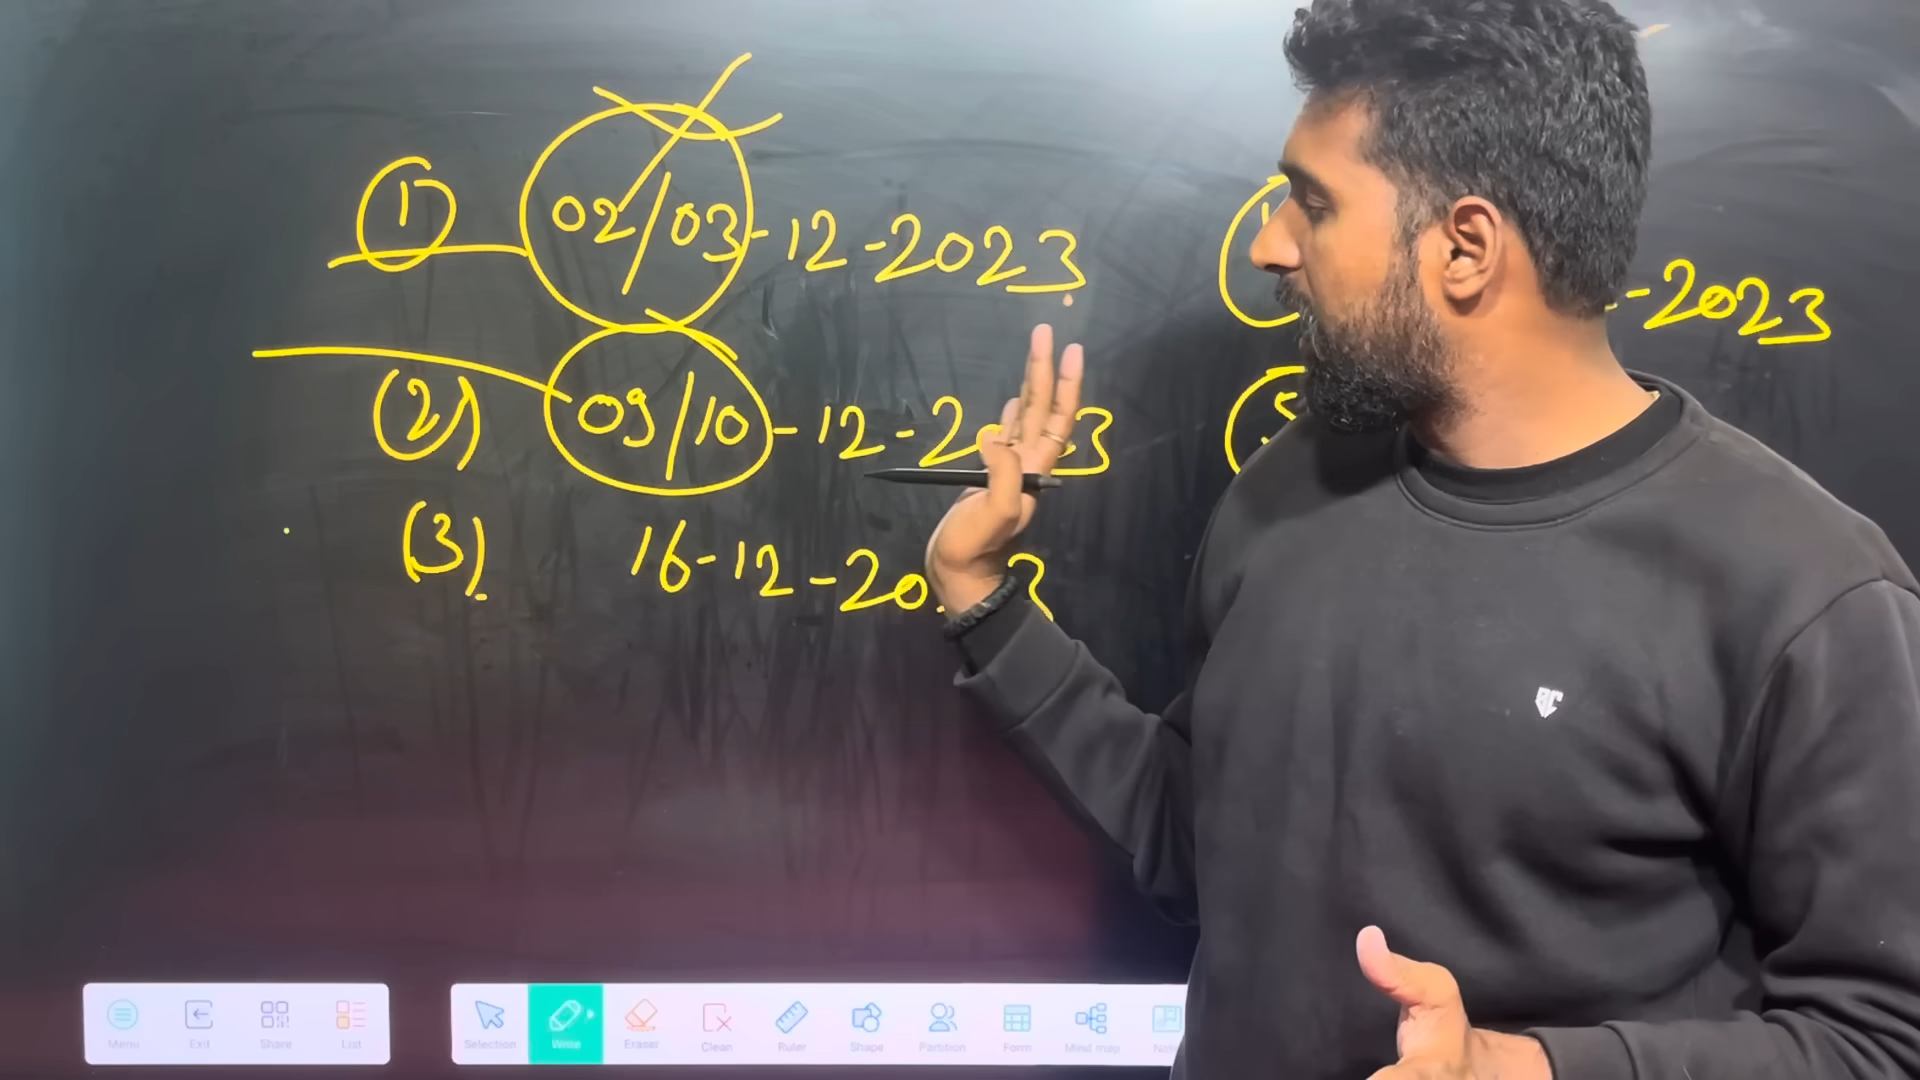 (1) 02/03-12-2023
(2) 09/10-12-2023
(3) 16-12-2023
-2023
Menu Exit Share List
Selection Write Eraser Clean Ruler Shape Partition Form Mind map